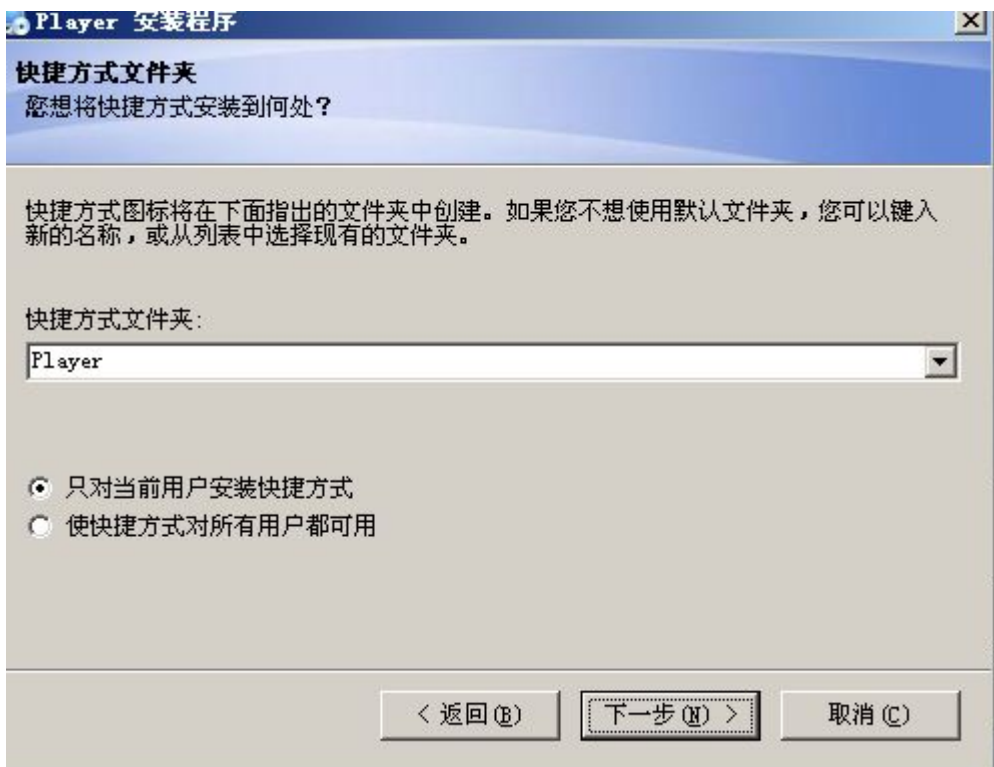 Player 安装程序
快捷方式文件夹
您想将快捷方式安装到何处？
快捷方式图标将在下面指出的文件夹中创建。如果您不想使用默认文件夹，您可以键入
新的名称，或从列表中选择现有的文件夹。
快捷方式文件夹:
Player
只对当前用户安装快捷方式
使快捷方式对所有用户都可用
< 返回(B)
下一步(N) >
取消(C)